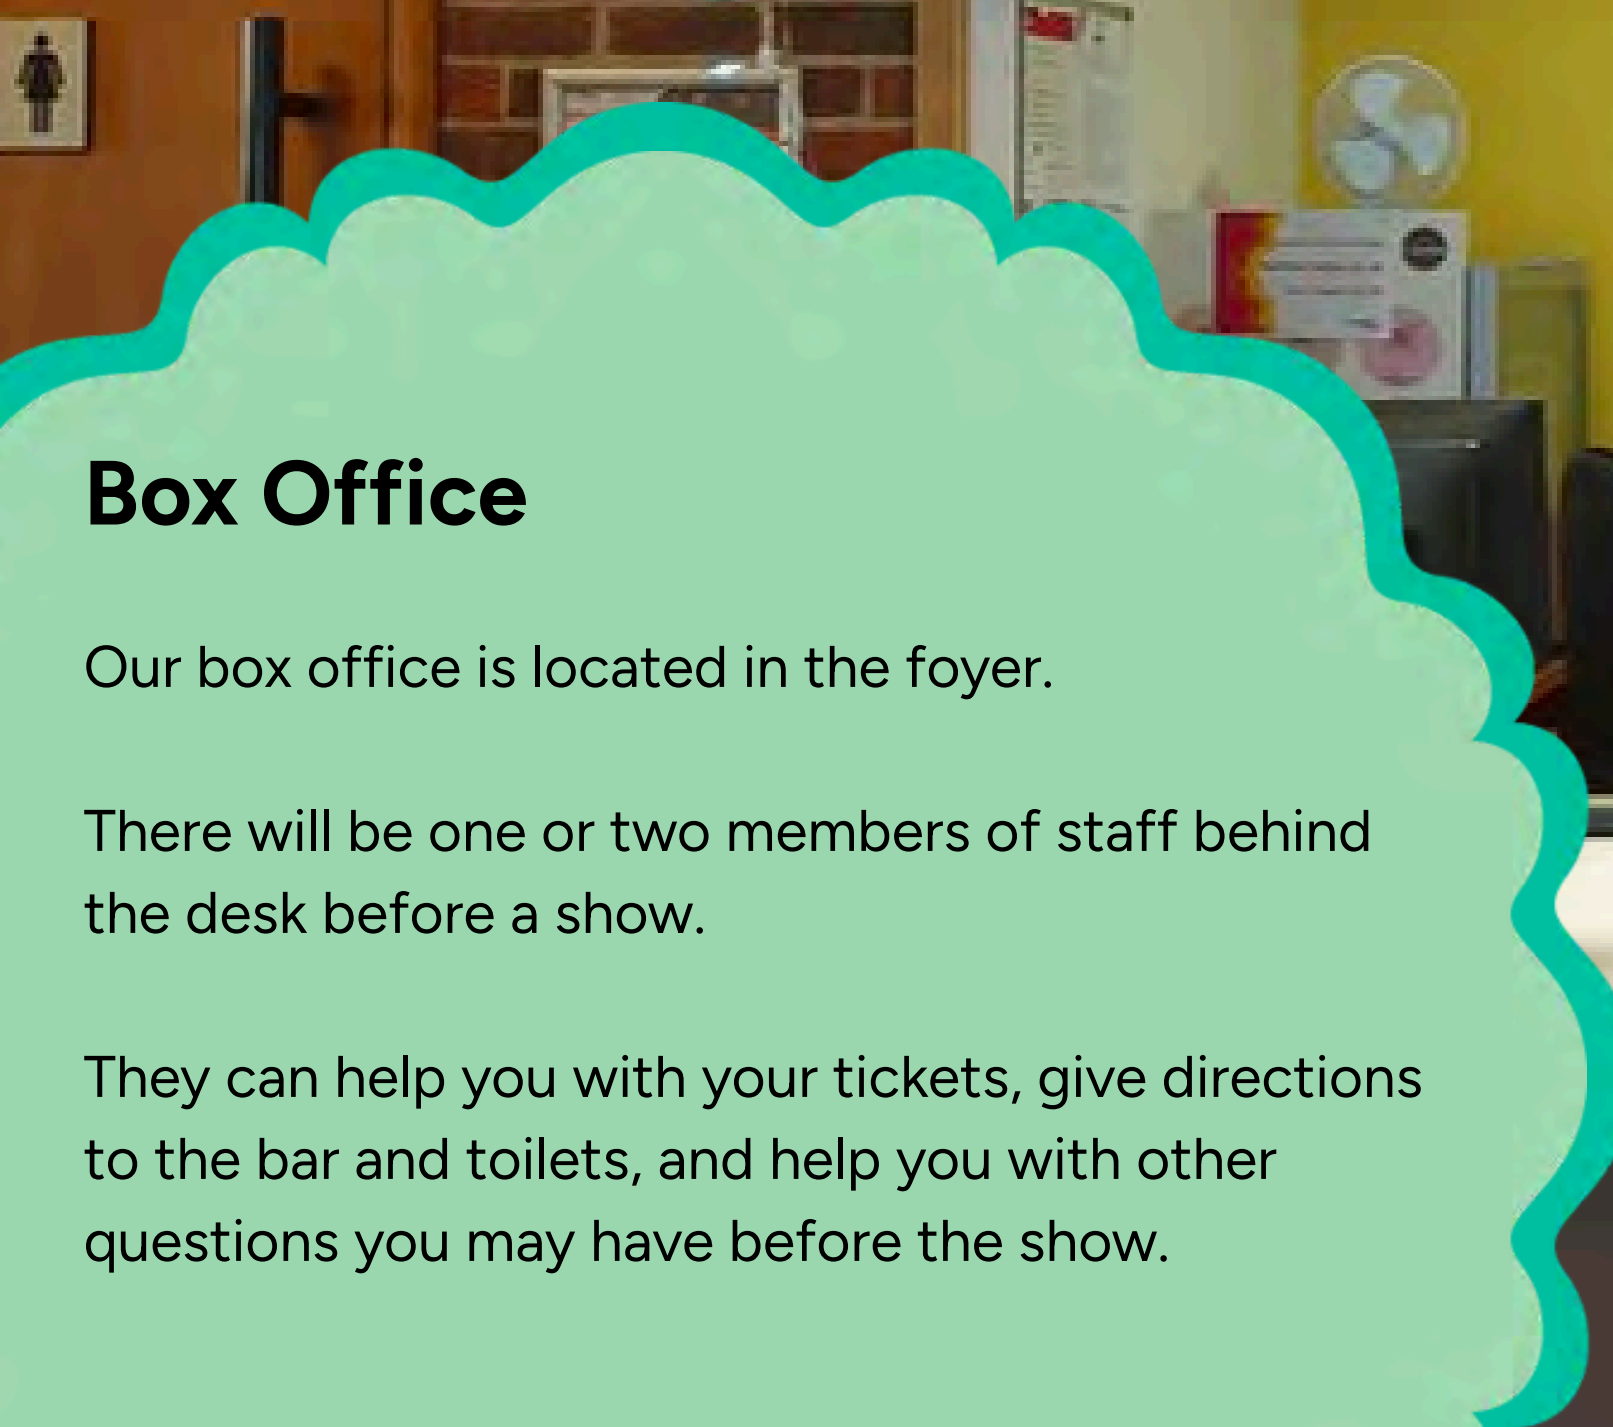 Box Office
Our box office is located in the foyer.
There will be one or two members of staff behind
the desk before a show.
They can help you with your tickets, give directions
to the bar and toilets, and help you with other
questions you may have before the show.